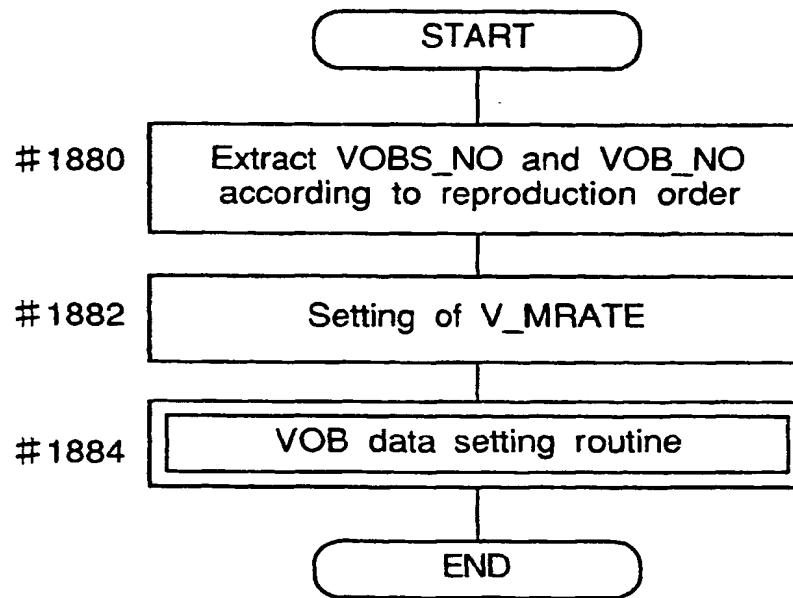 START
#1880
Extract VOBS_NO and VOB_NO
according to reproduction order
#1882
Setting of V_MRATE
#1884
VOB data setting routine
END